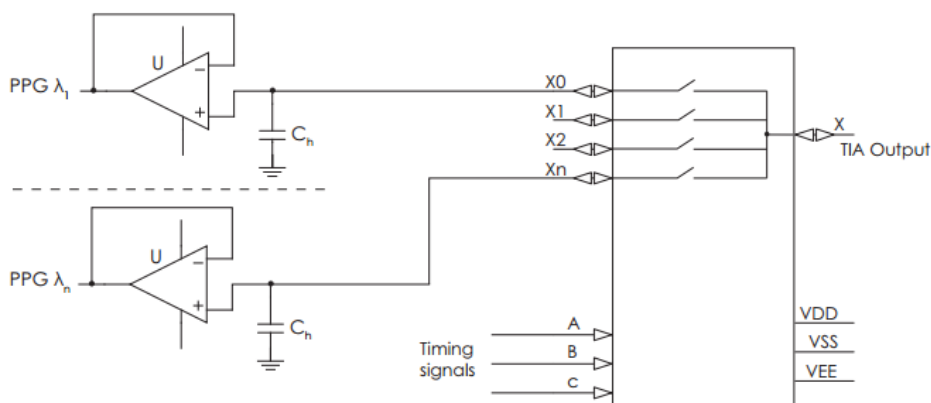 U
PPG λ1
−
+
Ch
X0
X1
X2
Xn
X
TIA Output
U
PPG λn
−
+
Ch
Timing
signals
A
B
c
VDD
VSS
VEE